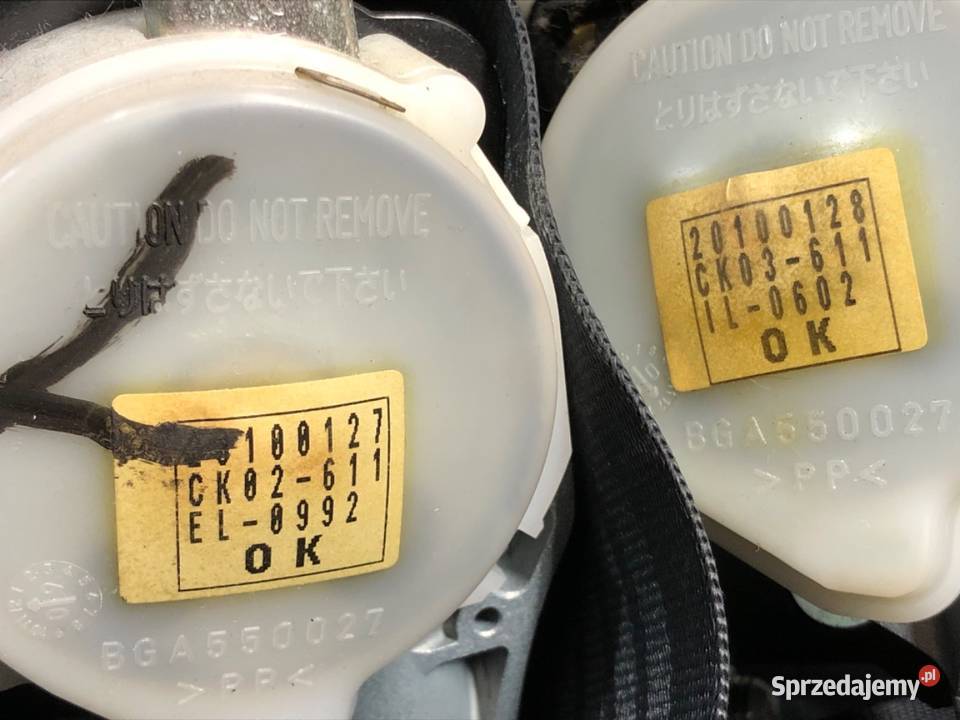 CAUTION DO NOT REMOVE
とりはずさないで下さい
20100127
CK02-611
EL-0992
OK
BGA550027
>PP<
CAUTION DO NOT REMOVE
とりはずさないで下さい
20100128
CK03-611
IL-0602
OK
BGA550027
>PP<
Sprzedajemy.pl